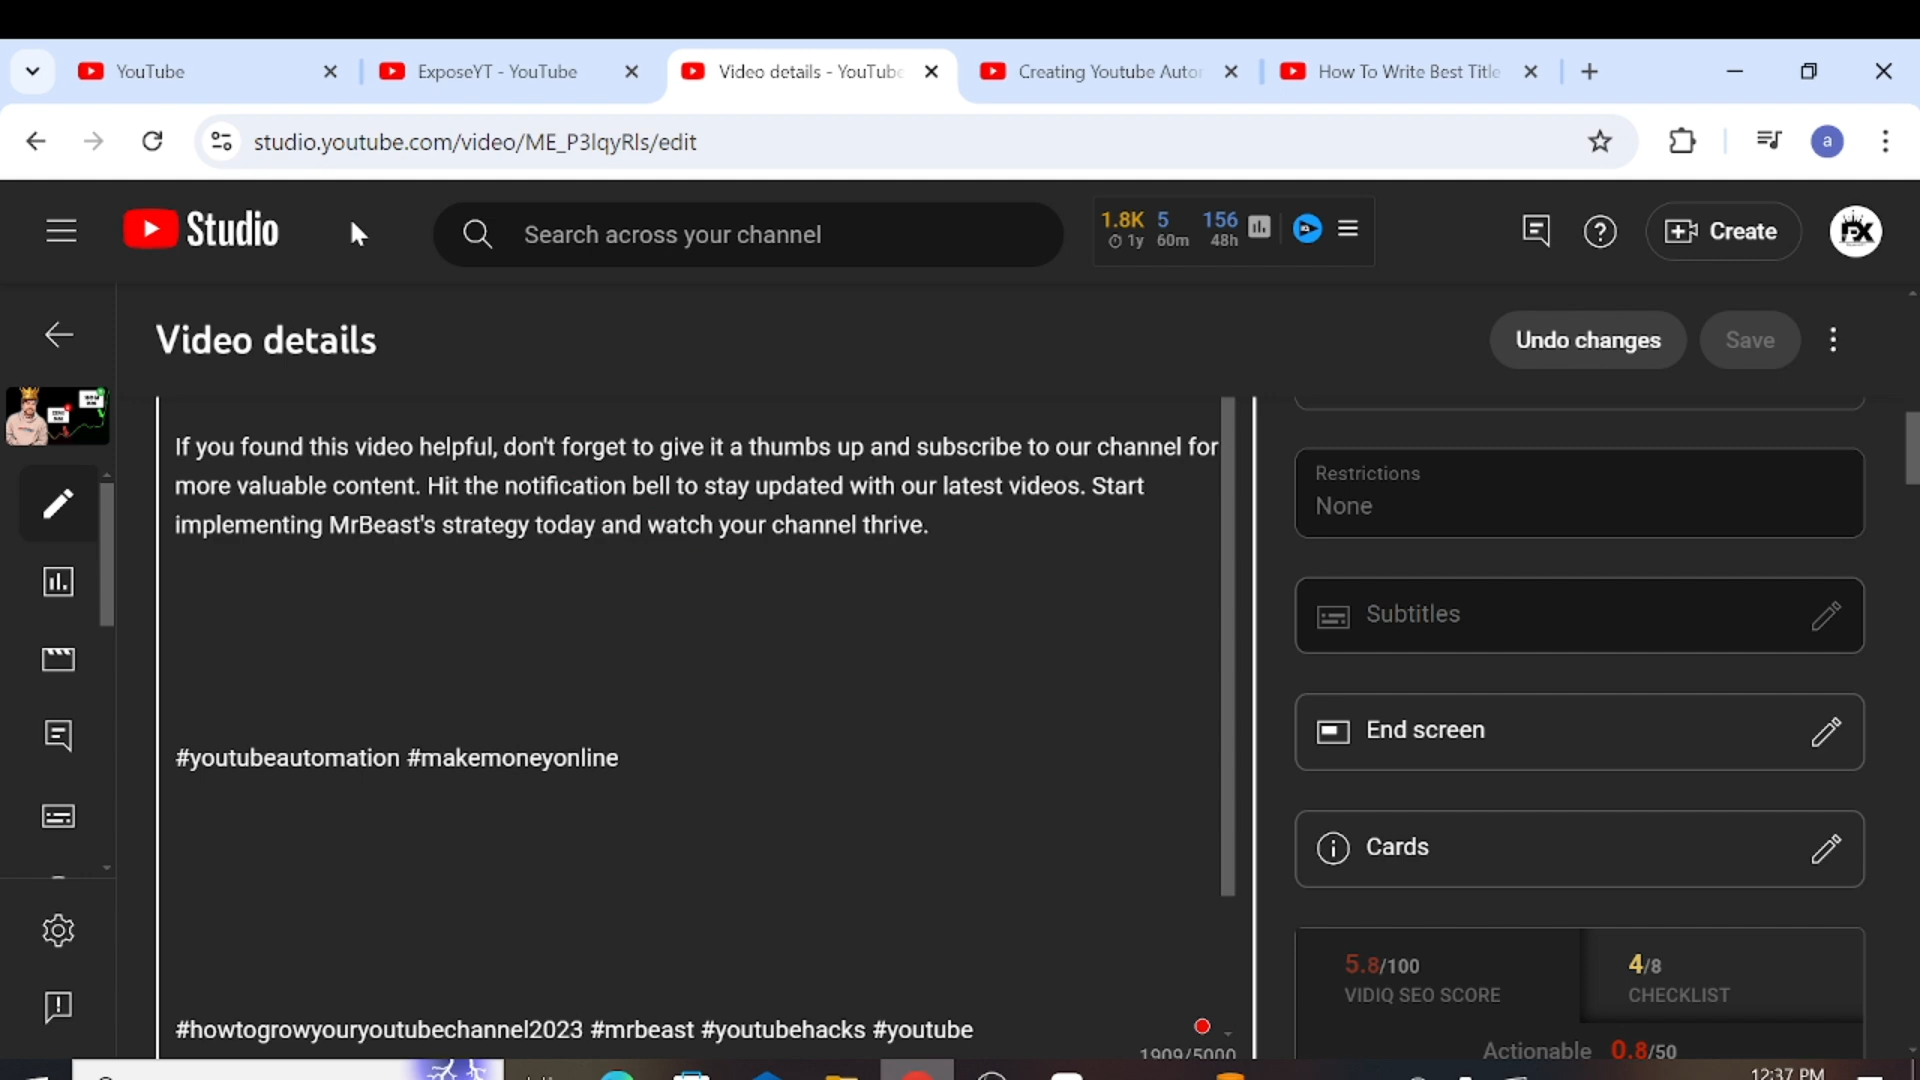 YouTube
ExposeYT - YouTube
Video details - YouTube
Creating Youtube Autor
How To Write Best Title
studio.youtube.com/video/ME_P3lqyRls/edit
a
Studio
Search across your channel
1.8K 5 156
1y 60m 48h
Create
FX
Video details
Undo changes
Save
If you found this video helpful, don't forget to give it a thumbs up and subscribe to our channel for
more valuable content. Hit the notification bell to stay updated with our latest videos. Start
implementing MrBeast's strategy today and watch your channel thrive.
#youtubeautomation #makemoneyonline
#howtogrowyouryoutubechannel2023 #mrbeast #youtubehacks #youtube
1909/5000
Restrictions
None
Subtitles
End screen
Cards
5.8/100
VIDIQ SEO SCORE
4/8
CHECKLIST
Actionable 0.8/50
12:37 PM